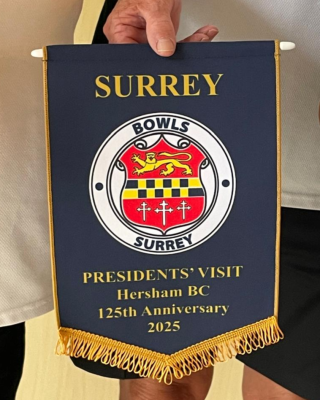 SURREY
BOWLS
SURREY
PRESIDENTS' VISIT
Hersham BC
125th Anniversary
2025